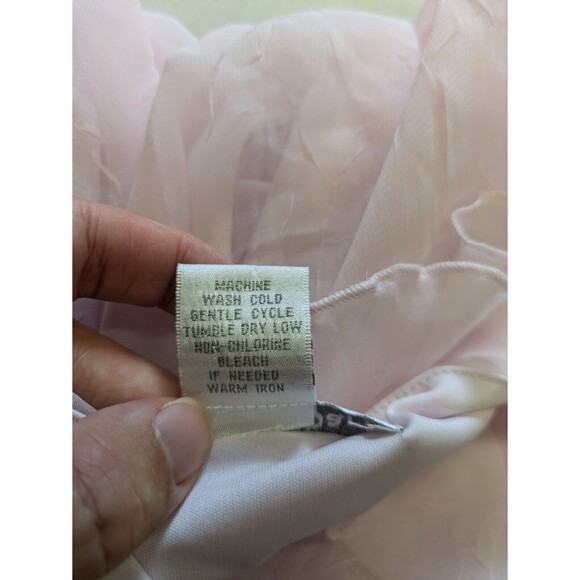 MACHINE
WASH COLD
GENTLE CYCLE
TUMBLE DRY LOW
NON-CHLORINE
BLEACH
IF NEEDED
WARM IRON